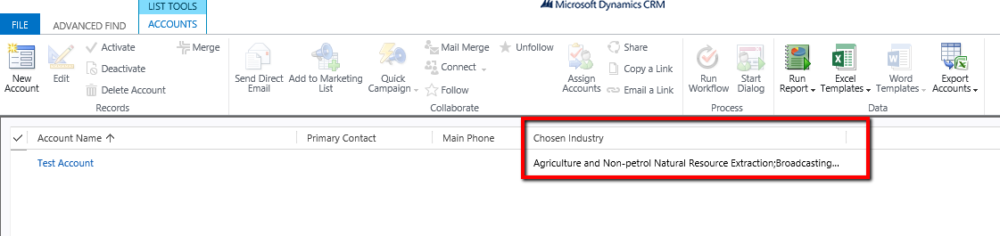 LIST TOOLS
Microsoft Dynamics CRM
FILE
ADVANCED FIND
ACCOUNTS
New Account
Edit
Activate
Deactivate
Delete Account
Merge
Records
Send Direct Email
Add to Marketing List
Quick Campaign
Mail Merge
Connect
Follow
Unfollow
Collaborate
Assign Accounts
Share
Copy a Link
Email a Link
Run Workflow
Start Dialog
Process
Run Report
Excel Templates
Word Templates
Export Accounts
Data
Account Name
Primary Contact
Main Phone
Chosen Industry
Test Account
Agriculture and Non-petrol Natural Resource Extraction;Broadcasting...